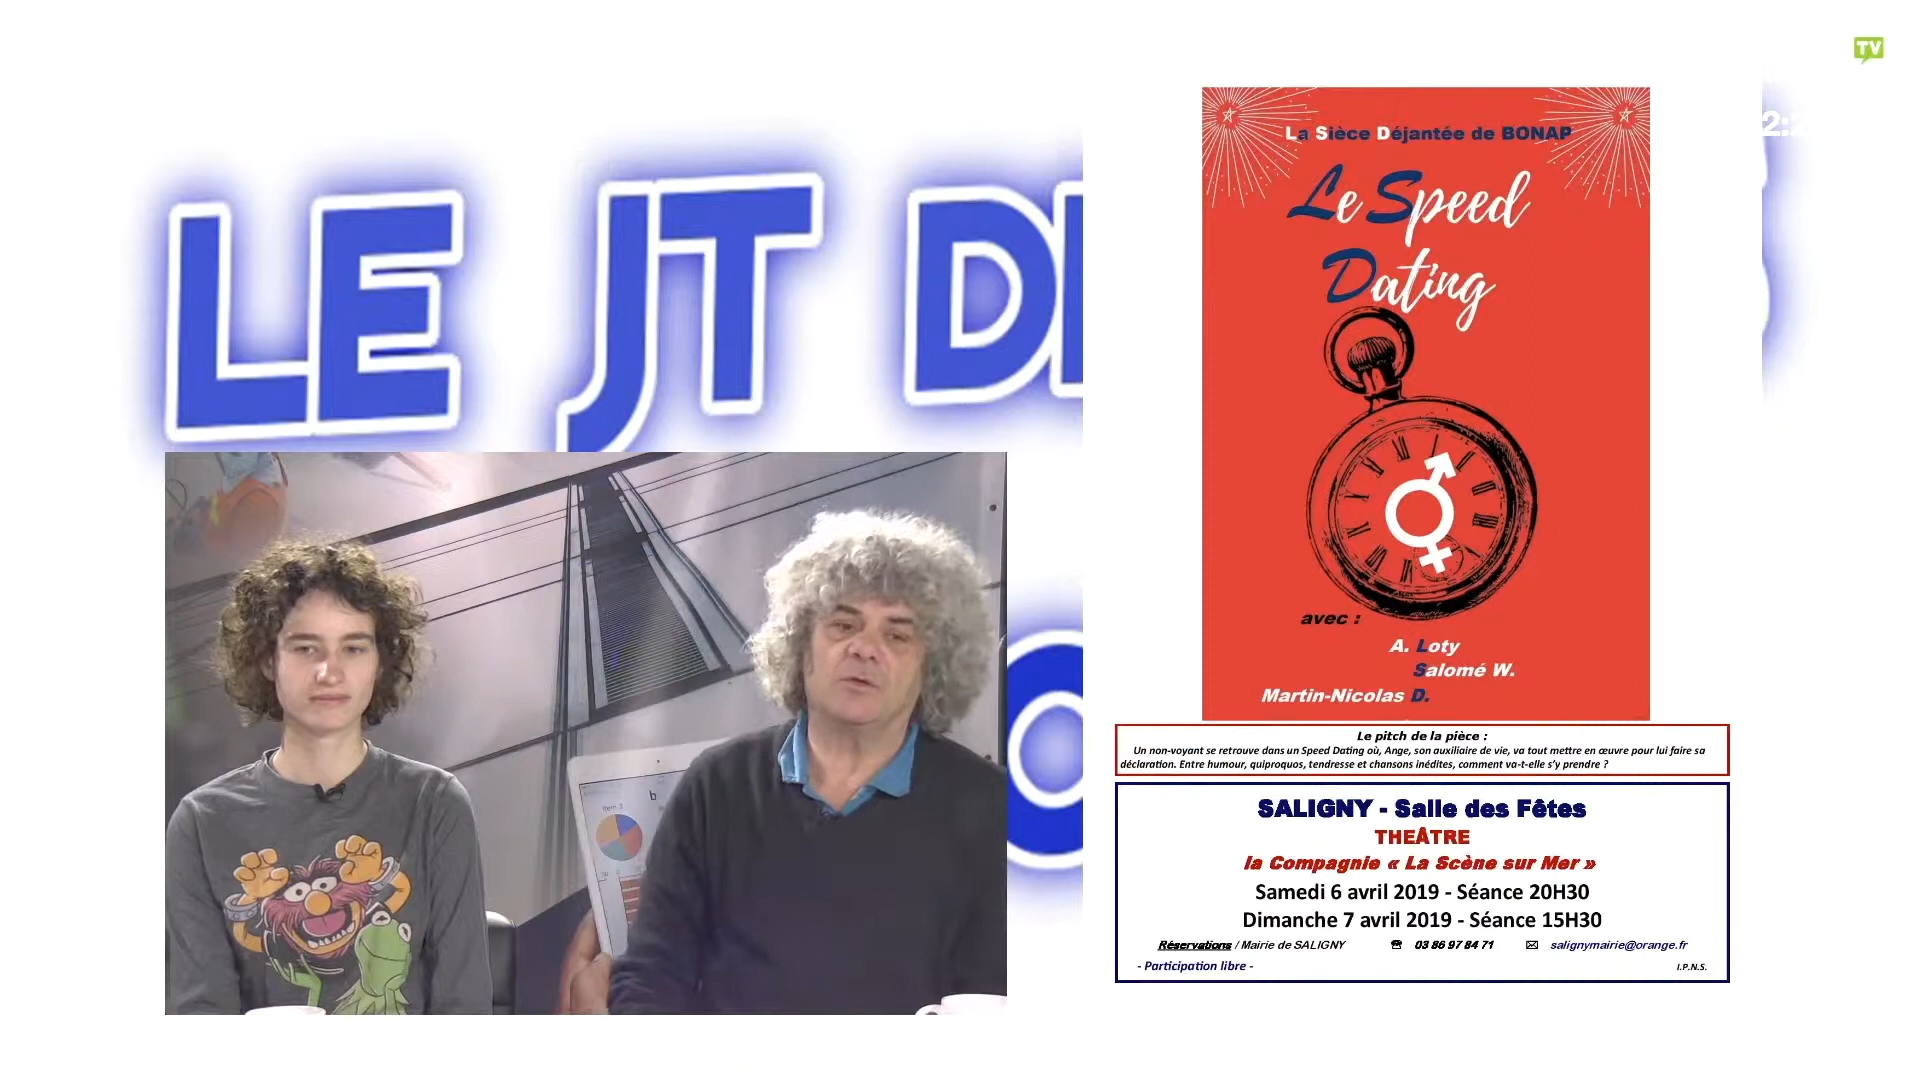 TV
LE JT DE
La Sièce Déjantée de BONAP
Le Speed
Dating
avec :
A. Loty
Salomé W.
Martin-Nicolas D.
Le pitch de la pièce :
Un non-voyant se retrouve dans un Speed Dating où, Ange, son auxiliaire de vie, va tout mettre en œuvre pour lui faire sa
déclaration. Entre humour, quiproquos, tendresse et chansons inédites, comment va-t-elle s'y prendre ?
SALIGNY - Salle des Fêtes
THEÂTRE
la Compagnie « La Scène sur Mer »
Samedi 6 avril 2019 - Séance 20H30
Dimanche 7 avril 2019 - Séance 15H30
Réservations / Mairie de SALIGNY 03 86 97 84 71 salignymairie@orange.fr
- Participation libre - I.P.N.S.
Item 3
b